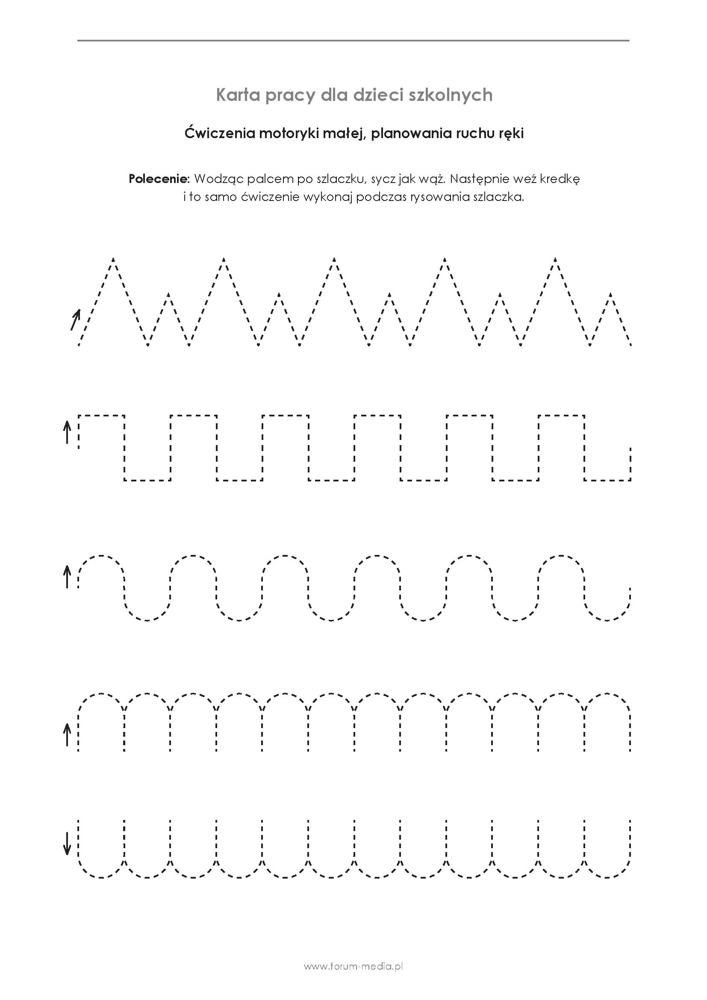 Karta pracy dla dzieci szkolnych
Ćwiczenia motoryki małej, planowania ruchu ręki
Polecenie: Wodząc palcem po szlaczku, sycz jak wąż. Następnie weź kredkę
i to samo ćwiczenie wykonaj podczas rysowania szlaczka.
www.forum-media.pl